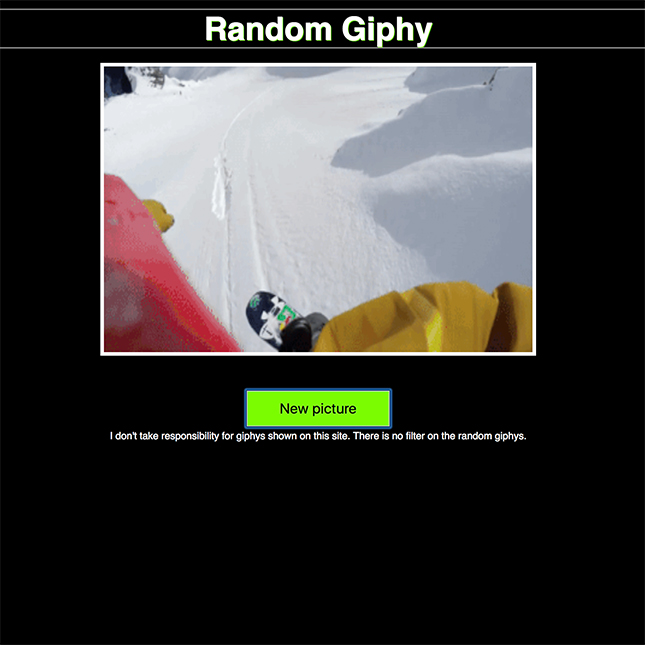 Random Giphy
New picture
I don't take responsibility for giphys shown on this site. There is no filter on the random giphys.